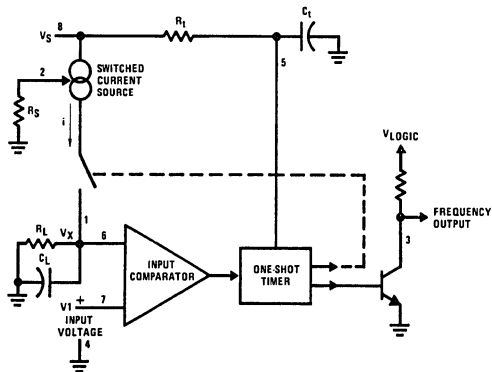 8
VS
Rt
Ct
2
SWITCHED
CURRENT
SOURCE
5
RS
i
VLOGIC
1
FREQUENCY
OUTPUT
3
RL
VX
6
CL
INPUT
COMPARATOR
ONE-SHOT
TIMER
V1
+
7
INPUT
VOLTAGE
4